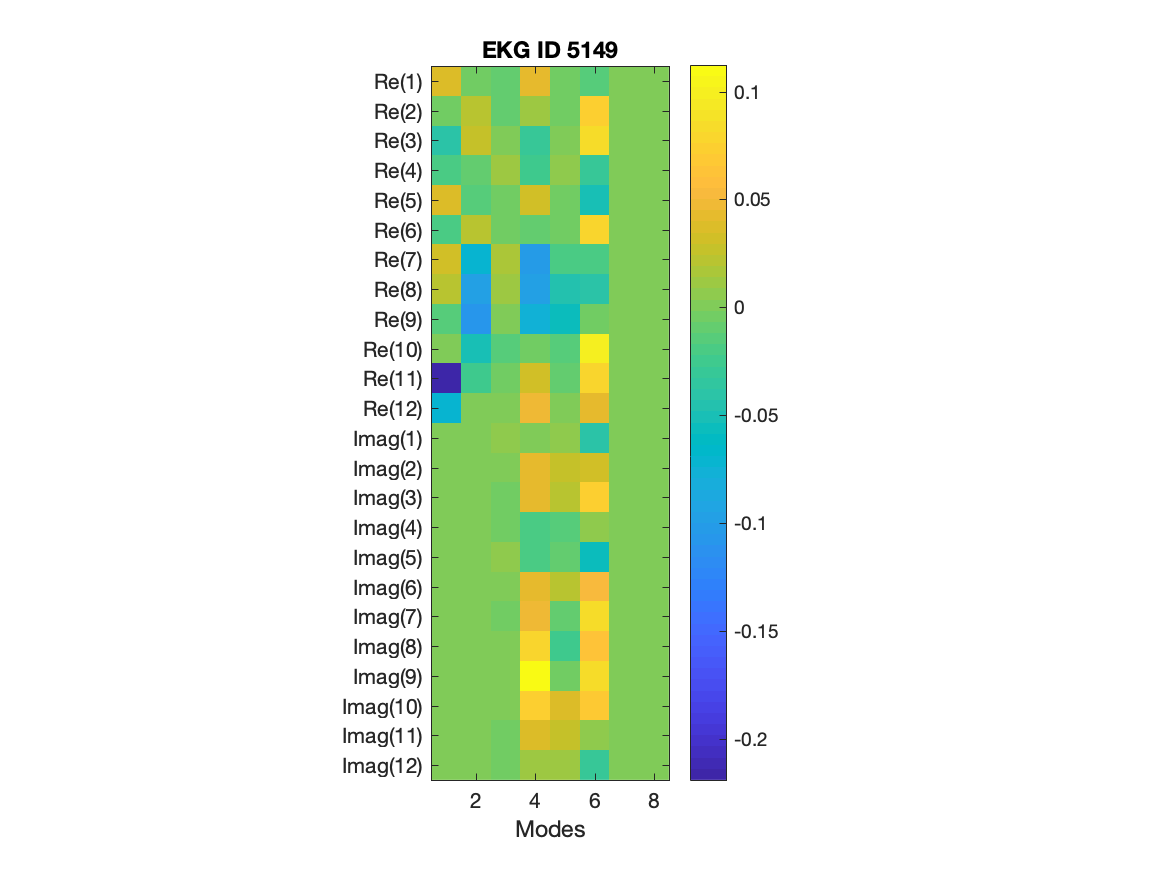 EKG ID 5149
Re(1)
Re(2)
Re(3)
Re(4)
Re(5)
Re(6)
Re(7)
Re(8)
Re(9)
Re(10)
Re(11)
Re(12)
Imag(1)
Imag(2)
Imag(3)
Imag(4)
Imag(5)
Imag(6)
Imag(7)
Imag(8)
Imag(9)
Imag(10)
Imag(11)
Imag(12)
2 4 6 8
Modes
0.1
0.05
0
-0.05
-0.1
-0.15
-0.2